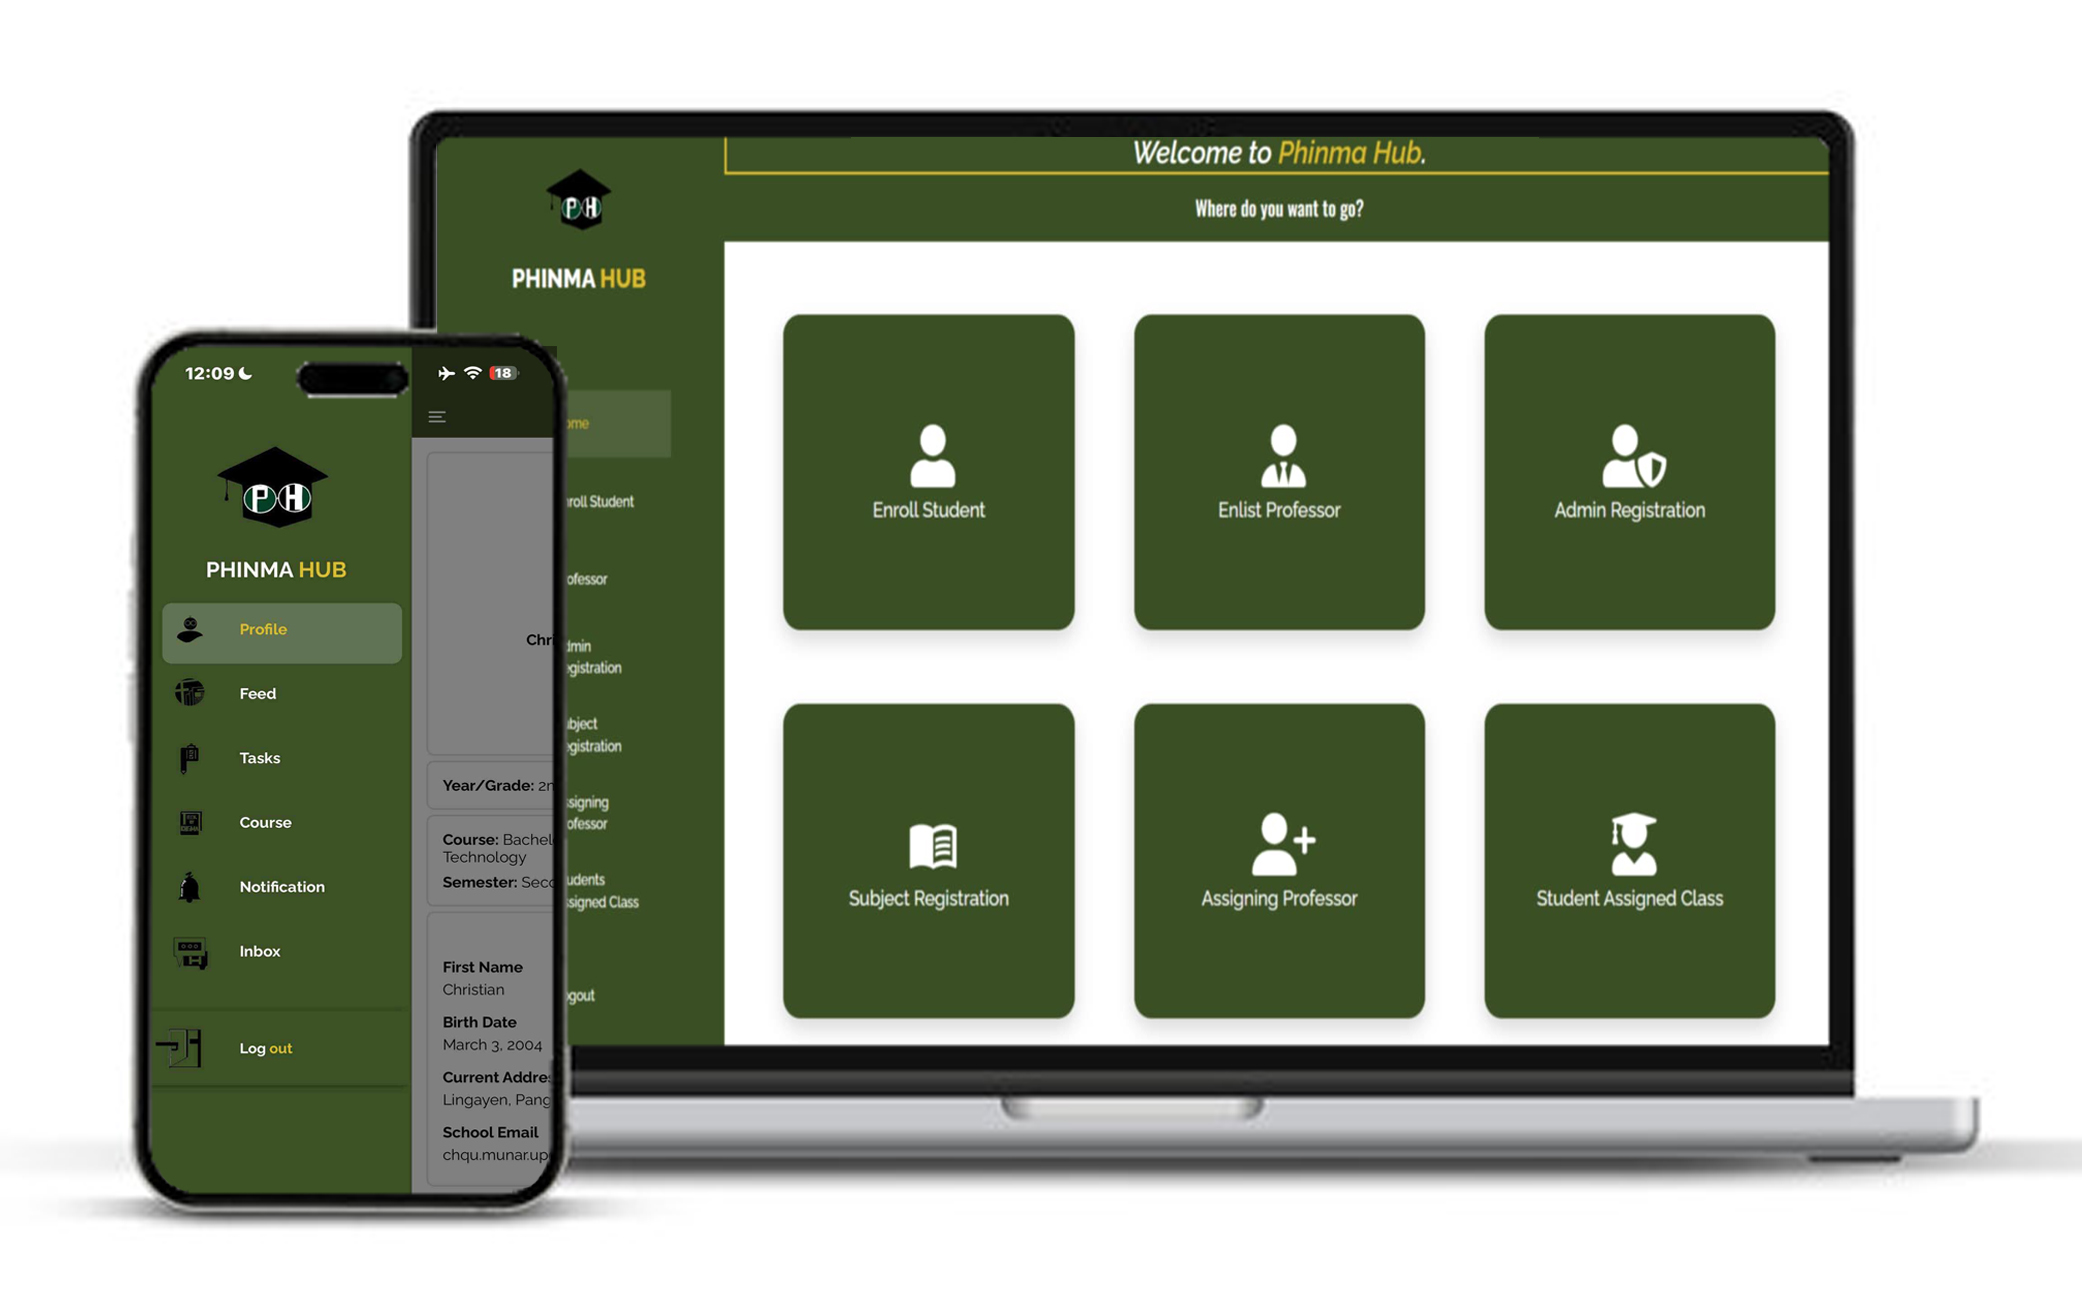 Welcome to Phinma Hub.
Where do you want to go?
PH
PHINMA HUB
ome
roll Student
ofessor
dmin
egistration
bject
egistration
signing
ofessor
udents
signed Class
gout
Enroll Student
Enlist Professor
Admin Registration
Subject Registration
Assigning Professor
Student Assigned Class
12:09
18
PH
PHINMA HUB
Profile
Feed
Tasks
Course
Notification
Inbox
Log out
Chri
Year/Grade: 2n
Course: Bachel
Technology
Semester: Seco
First Name
Christian
Birth Date
March 3, 2004
Current Addre
Lingayen, Pang
School Email
chqu.munar.up